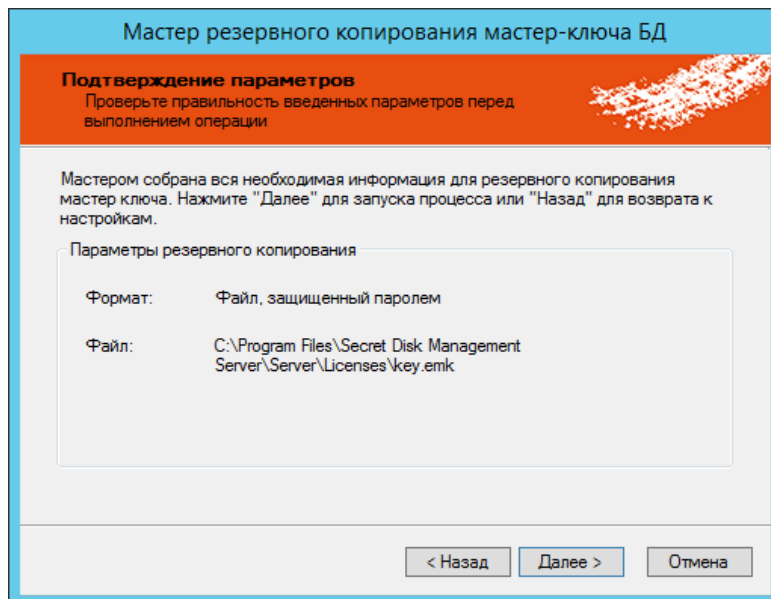 Мастер резервного копирования мастер-ключа БД
Подтверждение параметров
Проверьте правильность введенных параметров перед
выполнением операции
Мастером собрана вся необходимая информация для резервного копирования
мастер ключа. Нажмите "Далее" для запуска процесса или "Назад" для возврата к
настройкам.
Параметры резервного копирования
Формат: Файл, защищенный паролем
Файл: C:\Program Files\Secret Disk Management
Server\Server\Licenses\key.emk
< Назад Далее > Отмена